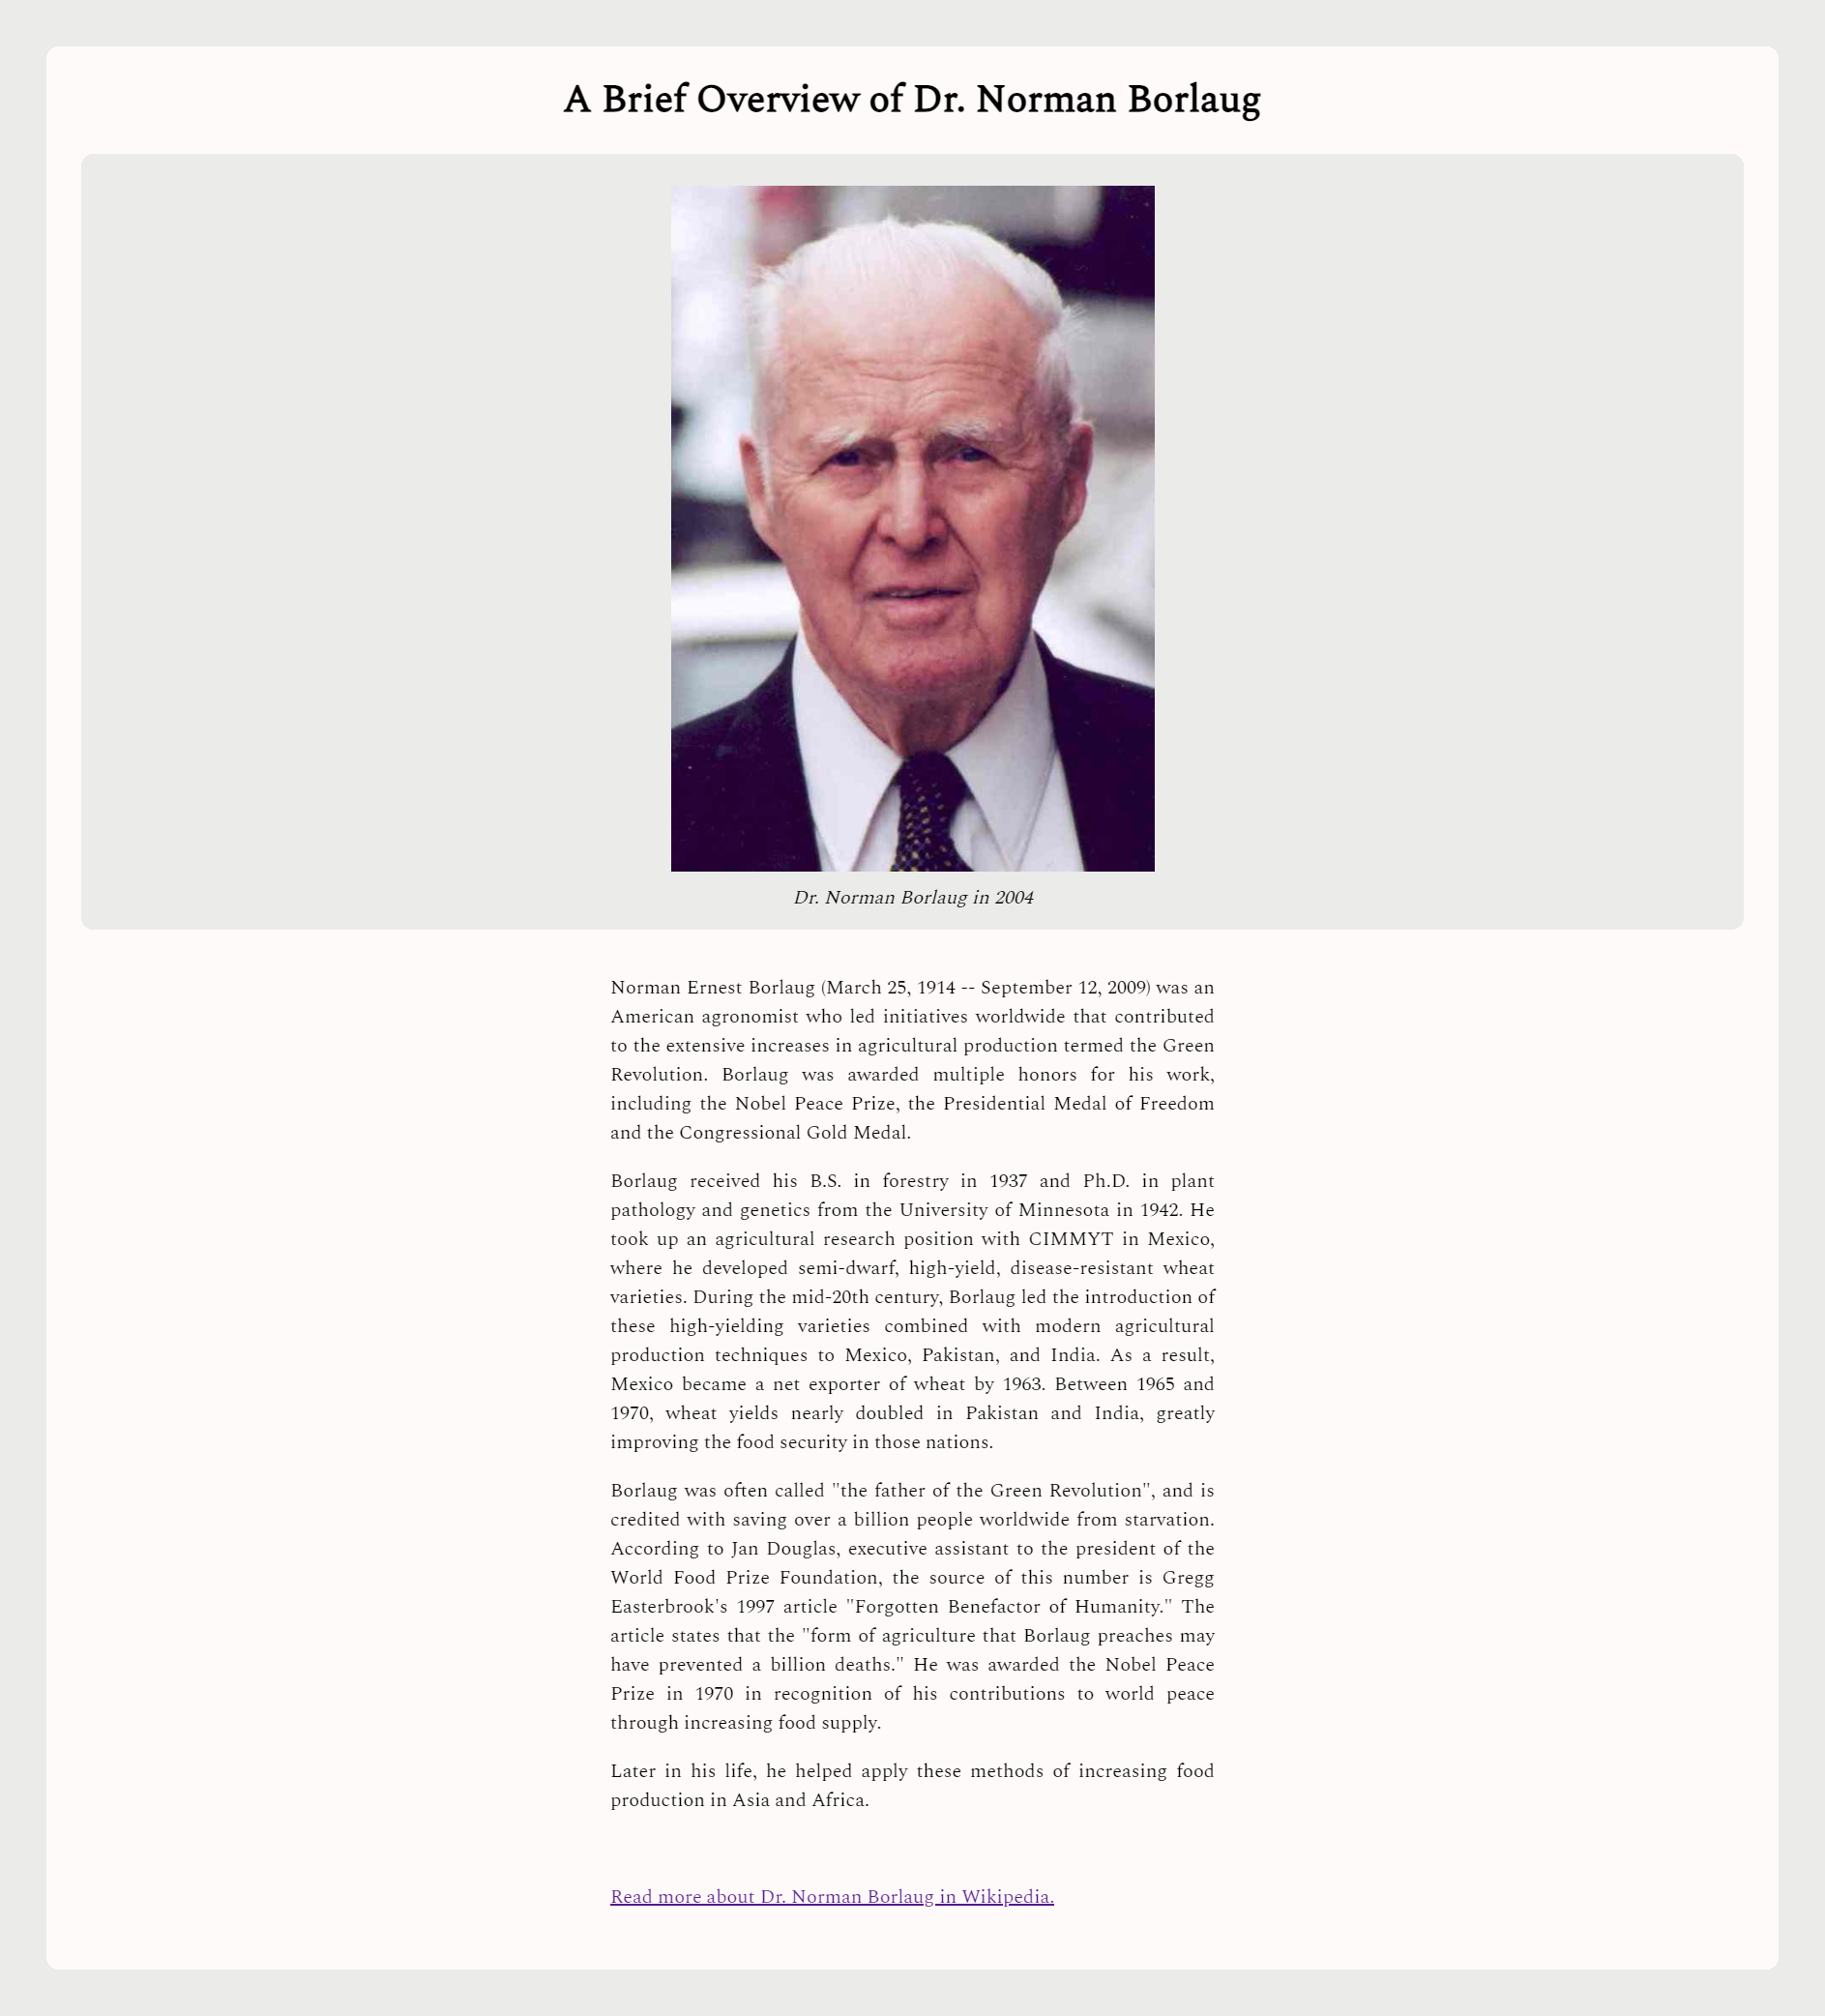 A Brief Overview of Dr. Norman Borlaug
Dr. Norman Borlaug in 2004
Norman Ernest Borlaug (March 25, 1914 -- September 12, 2009) was an
American agronomist who led initiatives worldwide that contributed
to the extensive increases in agricultural production termed the Green
Revolution. Borlaug was awarded multiple honors for his work,
including the Nobel Peace Prize, the Presidential Medal of Freedom
and the Congressional Gold Medal.
Borlaug received his B.S. in forestry in 1937 and Ph.D. in plant
pathology and genetics from the University of Minnesota in 1942. He
took up an agricultural research position with CIMMYT in Mexico,
where he developed semi-dwarf, high-yield, disease-resistant wheat
varieties. During the mid-20th century, Borlaug led the introduction of
these high-yielding varieties combined with modern agricultural
production techniques to Mexico, Pakistan, and India. As a result,
Mexico became a net exporter of wheat by 1963. Between 1965 and
1970, wheat yields nearly doubled in Pakistan and India, greatly
improving the food security in those nations.
Borlaug was often called "the father of the Green Revolution", and is
credited with saving over a billion people worldwide from starvation.
According to Jan Douglas, executive assistant to the president of the
World Food Prize Foundation, the source of this number is Gregg
Easterbrook's 1997 article "Forgotten Benefactor of Humanity." The
article states that the "form of agriculture that Borlaug preaches may
have prevented a billion deaths." He was awarded the Nobel Peace
Prize in 1970 in recognition of his contributions to world peace
through increasing food supply.
Later in his life, he helped apply these methods of increasing food
production in Asia and Africa.
Read more about Dr. Norman Borlaug in Wikipedia.